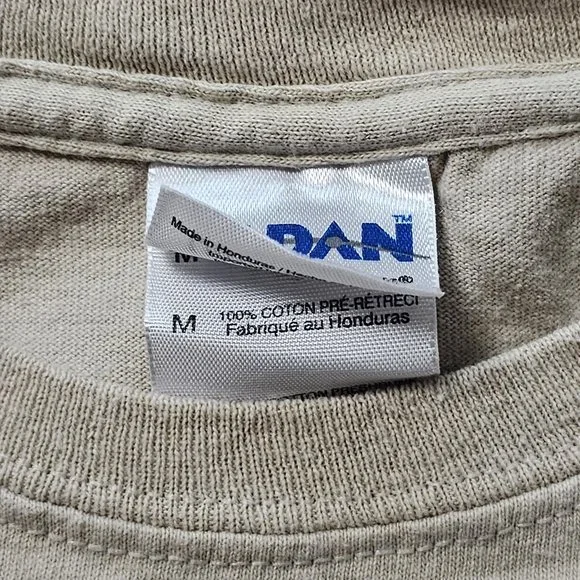 DAN™
Made in Honduras
M
M 100% COTON PRÉ-RÉTRECI
Fabriqué au Honduras